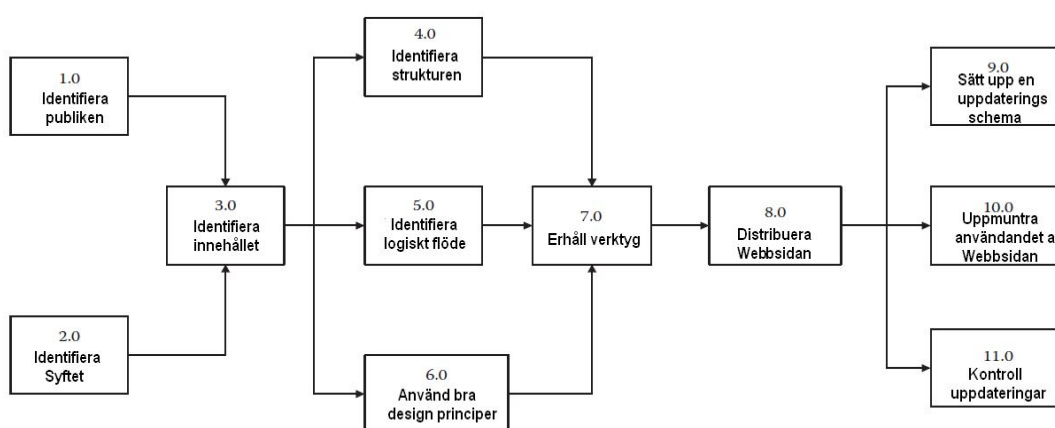 1.0
Identifiera
publiken
2.0
Identifiera
Syftet
3.0
Identifiera
innehållet
4.0
Identifiera
strukturen
5.0
Identifiera
logiskt flöde
6.0
Använd bra
design principer
7.0
Erhåll verktyg
8.0
Distribuera
Webbsidan
9.0
Sätt upp en
uppdaterings
schema
10.0
Uppmuntra
användandet a
Webbsidan
11.0
Kontroll
uppdateringar